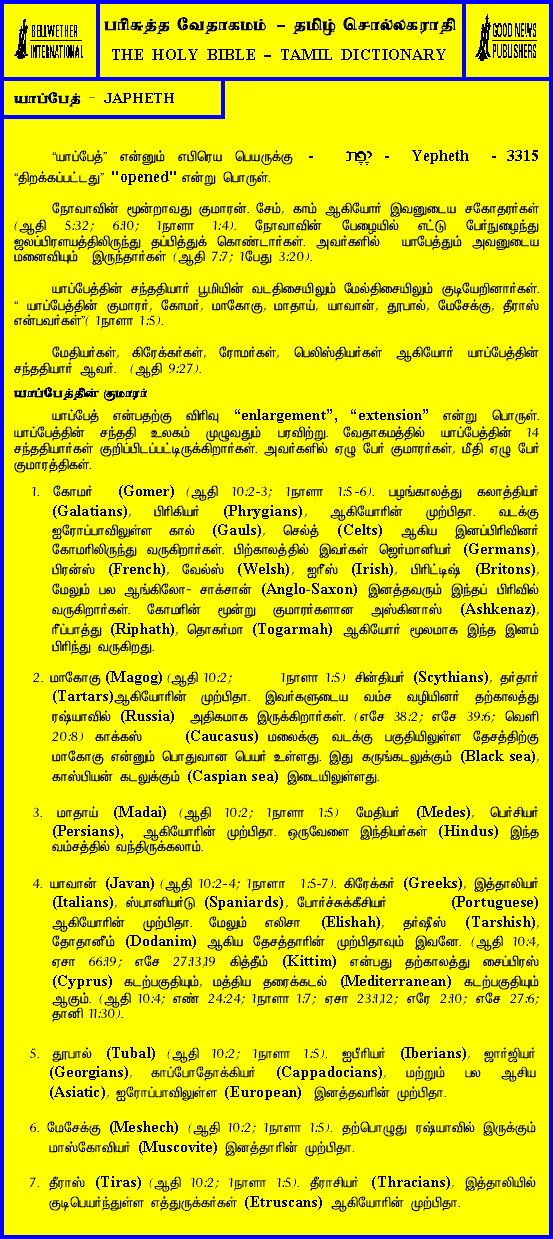 BELLWETHER
INTERNATIONAL
பரிசுத்த வேதாகமம் – தமிழ் சொல்லகராதி
THE HOLY BIBLE – TAMIL DICTIONARY
GOOD NEWS
PUBLISHERS
யாப்பேத் – JAPHETH
“யாப்பேத்” என்னும் எபிரெய பெயருக்கு - יֶפֶת - Yepheth - 3315
“திறக்கப்பட்டது” "opened" என்று பொருள்.
நோவாவின் மூன்றாவது குமாரன். சேம், காம் ஆகியோர் இவனுடைய சகோதரர்கள்
(ஆதி 5:32; 6:10; 1நாளா 1:4). நோவாவின் பேழையில் எட்டு பேர்நுழைந்து
ஜலப்பிரளயத்திலிருந்து தப்பித்துக் கொண்டார்கள். அவர்களில் யாபேத்தும் அவனுடைய
மனைவியும் இருந்தார்கள் (ஆதி 7:7; 1பேது 3:20).
யாப்பேத்தின் சந்ததியார் பூமியின் வடதிசையிலும் மேல்திசையிலும் குடியேறினார்கள்.
“ யாப்பேத்தின் குமாரர், கோமர், மாகோகு, மாதாய், யாவான், தூபால், மேசேக்கு, தீராஸ்
என்பவர்கள்”( 1நாளா 1:5).
மேதியர்கள், கிரேக்கர்கள், ரோமர்கள், பெலிஸ்தியர்கள் ஆகியோர் யாப்பேத்தின்
சந்ததியார் ஆவர். (ஆதி 9:27).
யாப்பேத்தின் குமாரர்
யாப்பேத் என்பதற்கு விரிவு “enlargement”, “extension” என்று பொருள்.
யாப்பேத்தின் சந்ததி உலகம் முழுவதும் பரவிற்று. வேதாகமத்தில் யாப்பேத்தின் 14
சந்ததியார்கள் குறிப்பிடப்பட்டிருக்கிறார்கள். அவர்களில் ஏழு பேர் குமாரர்கள், மீதி ஏழு பேர்
குமாரத்திகள்.
1. கோமர் (Gomer) (ஆதி 10:2-3; 1நாளா 1:5-6). பழங்காலத்து கலாத்தியர்
(Galatians), பிரிகியர் (Phrygians), ஆகியோரின் முற்பிதா. வடக்கு
ஐரோப்பாவிலுள்ள கால் (Gauls), செல்த் (Celts) ஆகிய இனப்பிரிவினர்
கோமரிலிருந்து வருகிறார்கள். பிற்காலத்தில் இவர்கள் ஜெர்மானியர் (Germans),
பிரன்ஸ் (French), வேல்ஸ் (Welsh), ஐரீஸ் (Irish), பிரிட்டிஷ் (Britons),
மேலும் பல ஆங்கிலோ- சாக்சான் (Anglo-Saxon) இனத்தவரும் இந்தப் பிரிவில்
வருகிறார்கள். கோமரின் மூன்று குமாரர்களான அஸ்கினாஸ் (Ashkenaz),
ரீப்பாத்து (Riphath), தொகர்மா (Togarmah) ஆகியோர் மூலமாக இந்த இனம்
பிரிந்து வருகிறது.
2. மாகோகு (Magog) (ஆதி 10:2; 1நாளா 1:5) சின்தியர் (Scythians), தர்தார்
(Tartars)ஆகியோரின் முற்பிதா. இவர்களுடைய வம்ச வழியினர் தற்காலத்து
ரஷ்யாவில் (Russia) அதிகமாக இருக்கிறார்கள். (எசே 38:2; எசே 39:6; வெளி
20:8) காக்கஸ் (Caucasus) மலைக்கு வடக்கு பகுதியிலுள்ள தேசத்திற்கு
மாகோகு என்னும் பொதுவான பெயர் உள்ளது. இது கருங்கடலுக்கும் (Black sea),
காஸ்பியன் கடலுக்கும் (Caspian sea) இடையிலுள்ளது.
3. மாதாய் (Madai) (ஆதி 10:2; 1நாளா 1:5) மேதியர் (Medes), பெர்சியர்
(Persians), ஆகியோரின் முற்பிதா. ஒருவேளை இந்தியர்கள் (Hindus) இந்த
வம்சத்தில் வந்திருக்கலாம்.
4. யாவான் (Javan) (ஆதி 10:2-4; 1நாளா 1:5-7). கிரேக்கர் (Greeks), இத்தாலியர்
(Italians), ஸ்பானியர்டு (Spaniards), போர்ச்சுக்கீசியர் (Portuguese)
ஆகியோரின் முற்பிதா. மேலும் எலிசா (Elishah), தர்ஷீஸ் (Tarshish),
தோதானீம் (Dodanim) ஆகிய தேசத்தாரின் முற்பிதாவும் இவனே. (ஆதி 10:4,
ஏசா 66:19; எசே 27:13,19 கித்தீம் (Kittim) என்பது தற்காலத்து சைப்பிரஸ்
(Cyprus) கடற்பகுதியும், மத்திய தரைக்கடல் (Mediterranean) கடற்பகுதியும்
ஆகும். (ஆதி 10:4; எண் 24:24; 1நாளா 1:7; ஏசா 23:1,12; எரே 2:10; எசே 27:6;
தானி 11:30).
5. தூபால் (Tubal) (ஆதி 10:2; 1நாளா 1:5). ஐபீரியர் (Iberians), ஜார்ஜியர்
(Georgians), காப்போதோக்கியர் (Cappadocians), மற்றும் பல ஆசிய
(Asiatic), ஐரோப்பாவிலுள்ள (European) இனத்தவரின் முற்பிதா.
6. மேசேக்கு (Meshech) (ஆதி 10:2; 1நாளா 1:5). தற்பொழுது ரஷ்யாவில் இருக்கும்
மாஸ்கோவியர் (Muscovite) இனத்தாரின் முற்பிதா.
7. தீராஸ் (Tiras) (ஆதி 10:2; 1நாளா 1:5). தீராசியர் (Thracians), இத்தாலியில்
குடிபெயர்ந்துள்ள எத்துருக்கர்கள் (Etruscans) ஆகியோரின் முற்பிதா.